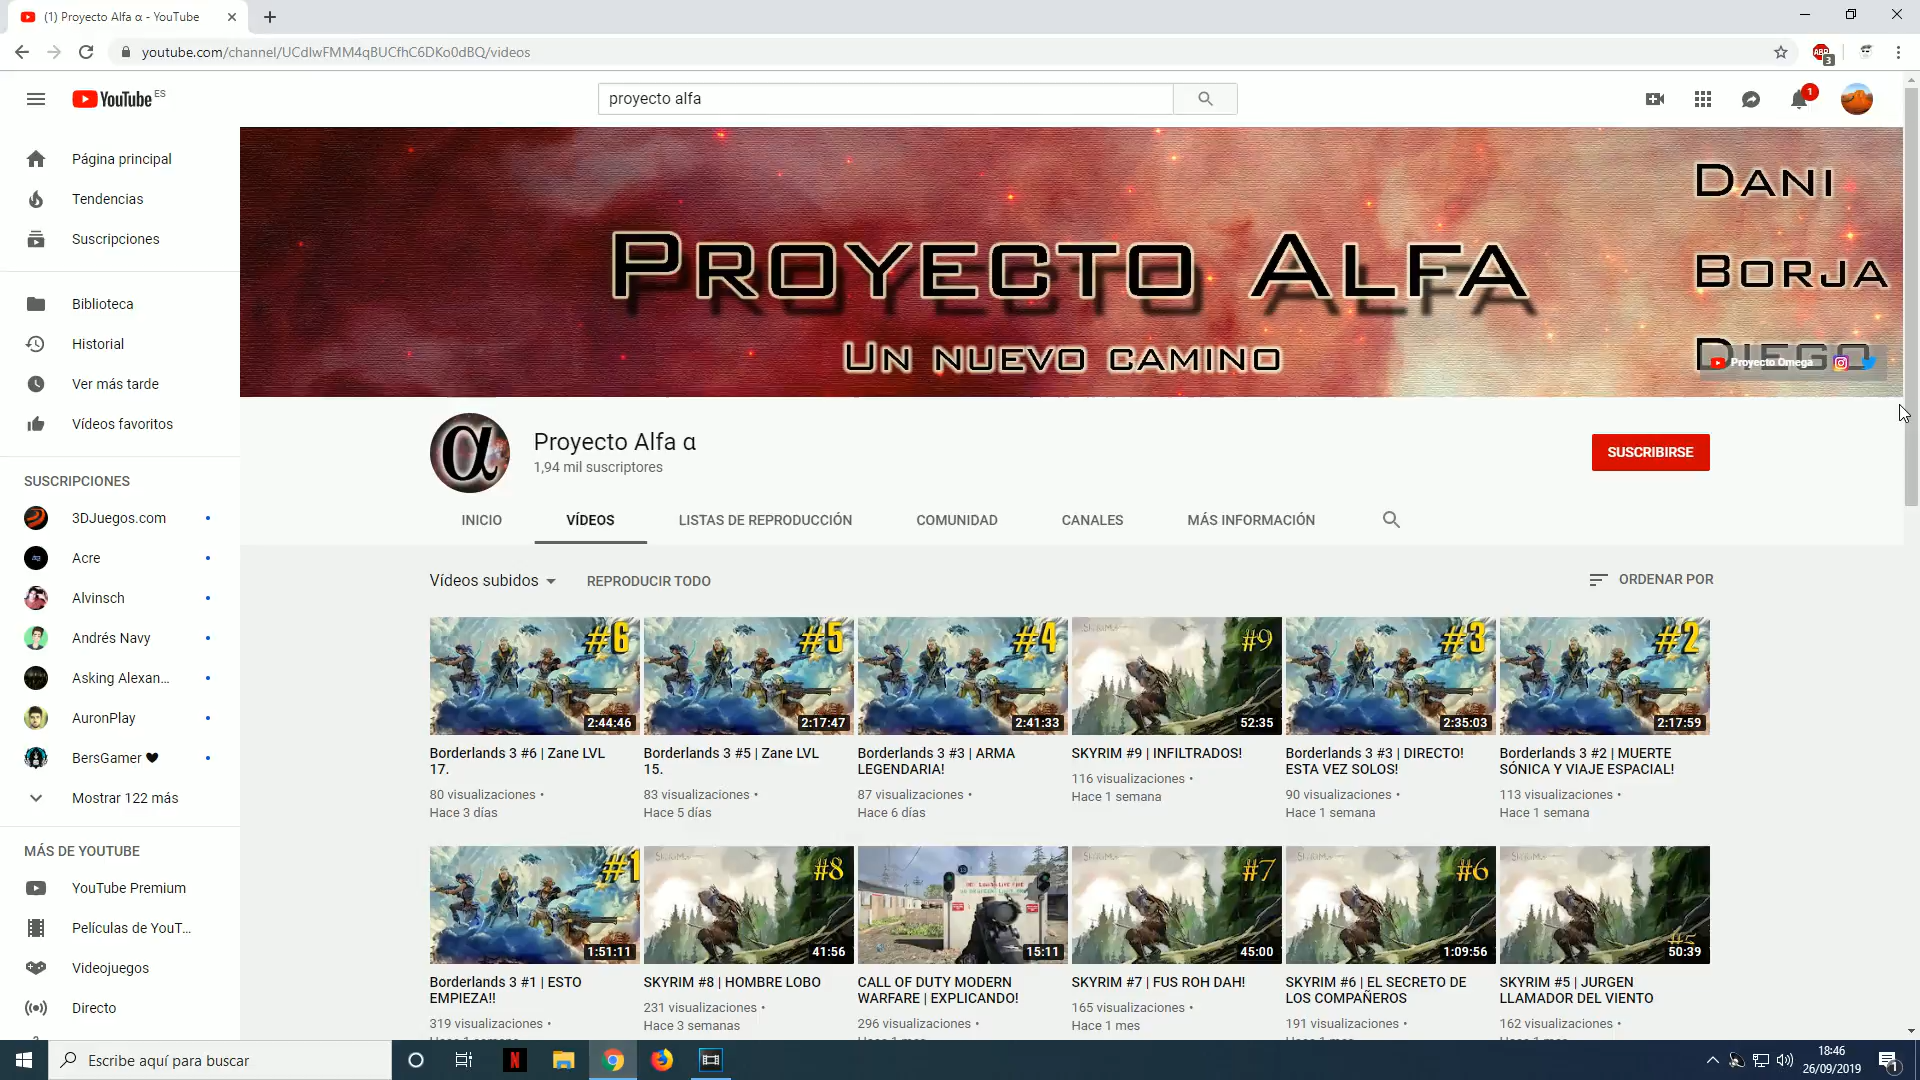 (1) Proyecto Alfa α - YouTube
youtube.com/channel/UCdIwFMM4qBUCfhC6DKo0dBQ/videos
3
YouTube ES
proyecto alfa
1
Página principal
Tendencias
Suscripciones
Biblioteca
Historial
Ver más tarde
Vídeos favoritos
SUSCRIPCIONES
3DJuegos.com
Acre
Alvinsch
Andrés Navy
Asking Alexan...
AuronPlay
BersGamer ♥
Mostrar 122 más
MÁS DE YOUTUBE
YouTube Premium
Películas de YouT...
Videojuegos
Directo
PROYECTO ALFA
UN NUEVO CAMINO
DANI
BORJA
DIEGO
Proyecto Omega
α
Proyecto Alfa α
1,94 mil suscriptores
SUSCRIBIRSE
INICIO
VÍDEOS
LISTAS DE REPRODUCCIÓN
COMUNIDAD
CANALES
MÁS INFORMACIÓN
Vídeos subidos
REPRODUCIR TODO
ORDENAR POR
#6
2:44:46
Borderlands 3 #6 | Zane LVL
17.
80 visualizaciones •
Hace 3 días
#5
2:17:47
Borderlands 3 #5 | Zane LVL
15.
83 visualizaciones •
Hace 5 días
#4
2:41:33
Borderlands 3 #3 | ARMA
LEGENDARIA!
87 visualizaciones •
Hace 6 días
#9
52:35
SKYRIM #9 | INFILTRADOS!
116 visualizaciones •
Hace 1 semana
#3
2:35:03
Borderlands 3 #3 | DIRECTO!
ESTA VEZ SOLOS!
90 visualizaciones •
Hace 1 semana
#2
2:17:59
Borderlands 3 #2 | MUERTE
SÓNICA Y VIAJE ESPACIAL!
113 visualizaciones •
Hace 1 semana
#1
1:51:11
Borderlands 3 #1 | ESTO
EMPIEZA!!
319 visualizaciones •
#8
41:56
SKYRIM #8 | HOMBRE LOBO
231 visualizaciones •
Hace 3 semanas
15:11
CALL OF DUTY MODERN
WARFARE | EXPLICANDO!
296 visualizaciones •
#7
45:00
SKYRIM #7 | FUS ROH DAH!
165 visualizaciones •
Hace 1 mes
#6
1:09:56
SKYRIM #6 | EL SECRETO DE
LOS COMPAÑEROS
191 visualizaciones •
#5
50:39
SKYRIM #5 | JURGEN
LLAMADOR DEL VIENTO
162 visualizaciones •
Escribe aquí para buscar
18:46
26/09/2019
1